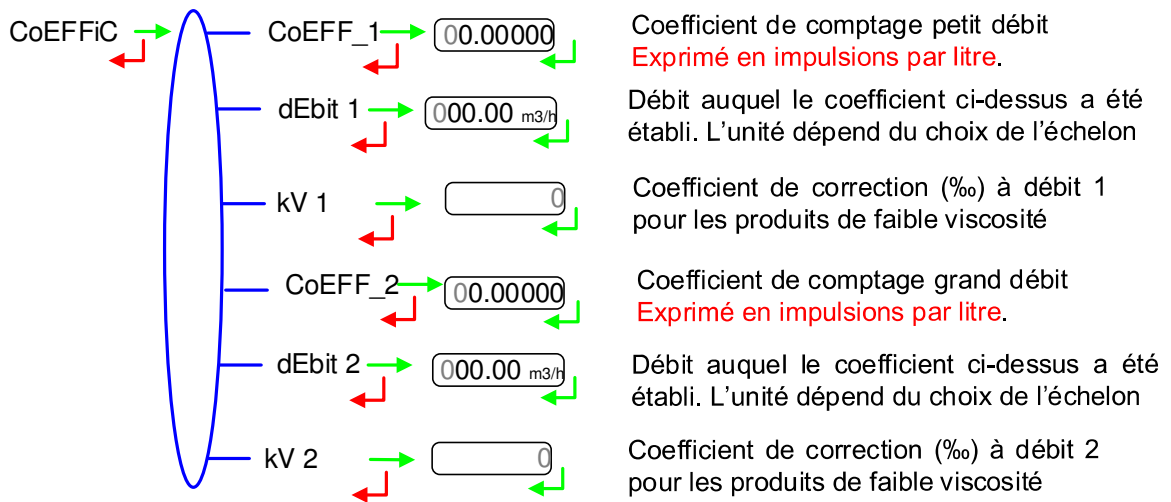 CoEFFiC
CoEFF_1 00.00000 Coefficient de comptage petit débit
Exprimé en impulsions par litre.
dEbit 1 000.00 m3/h Débit auquel le coefficient ci-dessus a été
établi. L'unité dépend du choix de l'échelon
kV 1 0 Coefficient de correction (‰) à débit 1
pour les produits de faible viscosité
CoEFF_2 00.00000 Coefficient de comptage grand débit
Exprimé en impulsions par litre.
dEbit 2 000.00 m3/h Débit auquel le coefficient ci-dessus a été
établi. L'unité dépend du choix de l'échelon
kV 2 0 Coefficient de correction (‰) à débit 2
pour les produits de faible viscosité